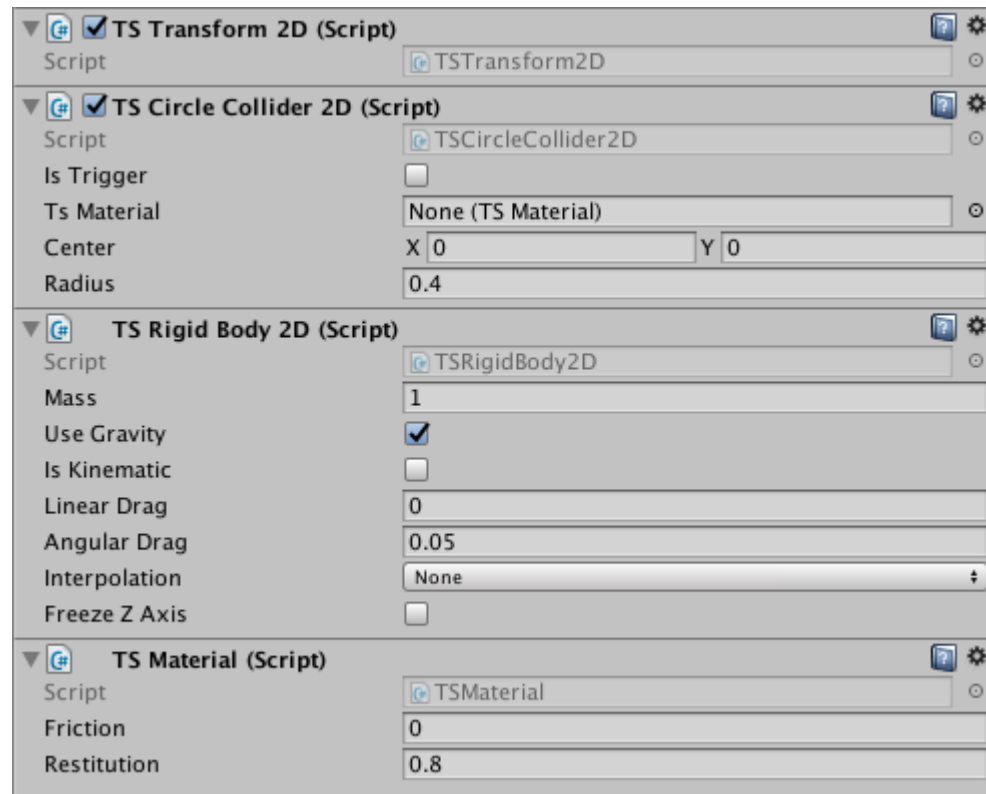 TS Transform 2D (Script)
Script TSTransform2D
TS Circle Collider 2D (Script)
Script TSCircleCollider2D
Is Trigger
Ts Material None (TS Material)
Center X 0 Y 0
Radius 0.4
TS Rigid Body 2D (Script)
Script TSRigidBody2D
Mass 1
Use Gravity
Is Kinematic
Linear Drag 0
Angular Drag 0.05
Interpolation None
Freeze Z Axis
TS Material (Script)
Script TSMaterial
Friction 0
Restitution 0.8